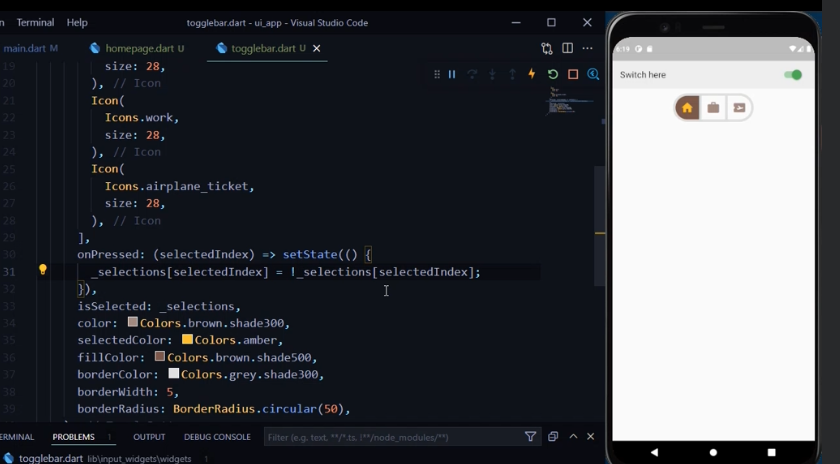 n Terminal Help togglebar.dart - ui_app - Visual Studio Code
main.dart M homepage.dart U togglebar.dart U
19 size: 28,
20 ), // Icon
21 Icon(
22 Icons.work,
23 size: 28,
24 ), // Icon
25 Icon(
26 Icons.airplane_ticket,
27 size: 28,
28 ), // Icon
29 ],
30 onPressed: (selectedIndex) => setState(() {
31 _selections[selectedIndex] = !_selections[selectedIndex];
32 }),
33 isSelected: _selections,
34 color: Colors.brown.shade300,
35 selectedColor: Colors.amber,
36 fillColor: Colors.brown.shade500,
37 borderColor: Colors.grey.shade300,
38 borderWidth: 5,
39 borderRadius: BorderRadius.circular(50),
ERMINAL PROBLEMS 1 OUTPUT DEBUG CONSOLE Filter (e.g. text, **/*.ts, !**/node_modules/**)
togglebar.dart lib\input_widgets\widgets 1
6:19
Switch here